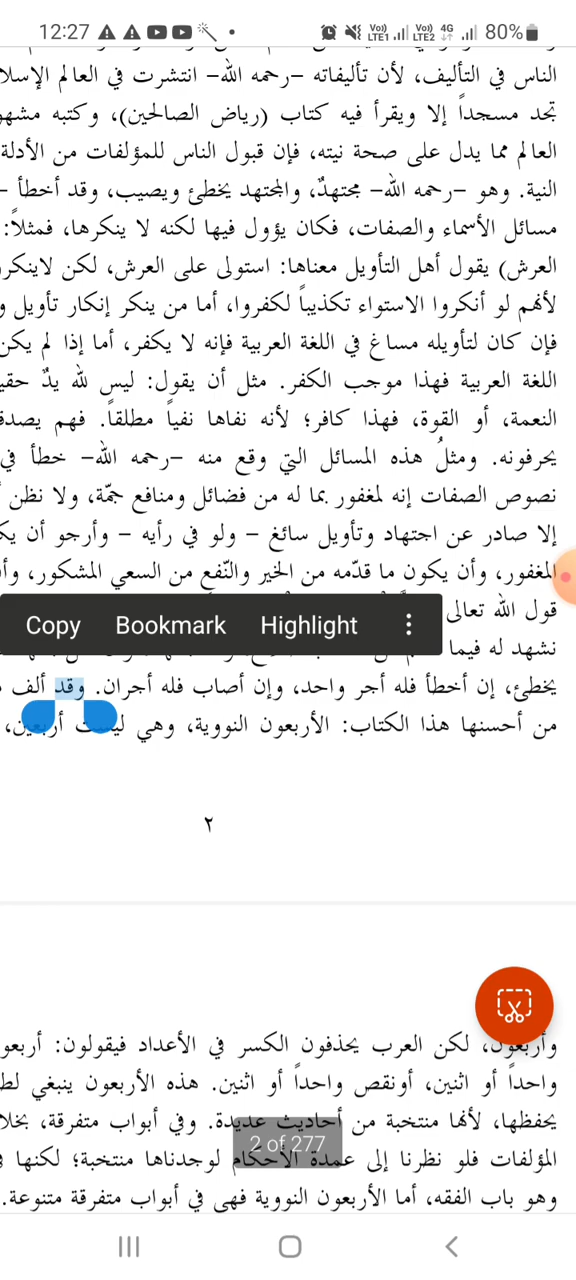 12:27
Vo) LTE1 Vo) LTE2 4G 80%
الناس في التأليف، لأن تأليفاته –رحمه الله– انتشرت في العالم الإسلا
تجد مسجداً إلا ويقرأ فيه كتاب (رياض الصالحين)، وكتبه مشهو
العالم مما يدل على صحة نيته، فإن قبول الناس للمؤلفات من الأدلة
النية. وهو –رحمه الله– مجتهدٌ، والمجتهد يخطئ ويصيب، وقد أخطأ –
مسائل الأسماء والصفات، فكان يؤول فيها لكنه لا ينكرها، فمثلاً:
العرش) يقول أهل التأويل معناها: استولى على العرش، لكن لاينكر
لأنهم لو أنكروا الاستواء تكذيباً لكفروا، أما من ينكر إنكار تأويل و
فإن كان لتأويله مساغ في اللغة العربية فإنه لا يكفر، أما إذا لم يكن
اللغة العربية فهذا موجب الكفر. مثل أن يقول: ليس لله يدٌ حقي
النعمة، أو القوة، فهذا كافر؛ لأنه نفاها نفياً مطلقاً. فهم يصدق
يحرفونه. ومثلُ هذه المسائل التي وقع منه –رحمه الله– خطأ في
نصوص الصفات إنه لمغفور بما له من فضائل ومنافع جمّة، ولا نظن
إلا صادر عن اجتهاد وتأويل سائغ – ولو في رأيه – وأرجو أن يك
المغفور، وأن يكون ما قدّمه من الخير والنّفع من السعي المشكور، وأ
قول الله تعالى
Copy Bookmark Highlight
نشهد له فيما
يخطئ، إن أخطأ فله أجر واحد، وإن أصاب فله أجران. وقد ألف
من أحسنها هذا الكتاب: الأربعون النووية، وهي ليست أربعين،
٢
وأربعون، لكن العرب يحذفون الكسر في الأعداد فيقولون: أربعو
واحداً أو اثنين، أونقص واحداً أو اثنين. هذه الأربعون ينبغي لط
يحفظها، لأنها منتخبة من أحاديث عديدة. وفي أبواب متفرقة، بخلا
2 of 277
المؤلفات فلو نظرنا إلى عمدة الأحكام لوجدناها منتخبة؛ لكنها
وهو باب الفقه، أما الأربعون النووية فهى في أبواب متفرقة متنوعة.